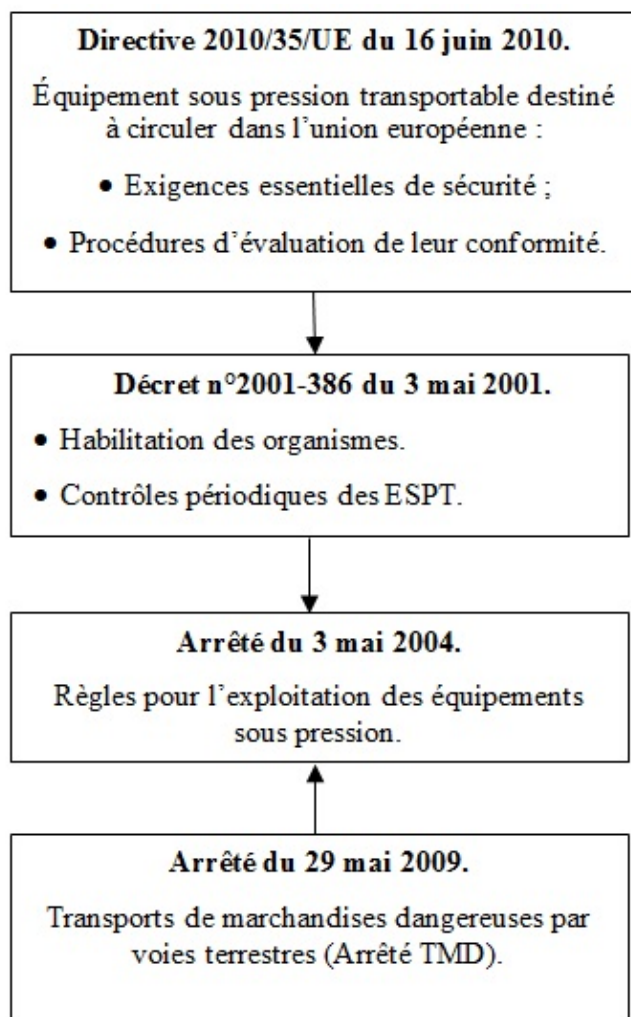 Directive 2010/35/UE du 16 juin 2010.
Équipement sous pression transportable destiné
à circuler dans l’union européenne :
• Exigences essentielles de sécurité ;
• Procédures d’évaluation de leur conformité.
Décret n°2001-386 du 3 mai 2001.
• Habilitation des organismes.
• Contrôles périodiques des ESPT.
Arrêté du 3 mai 2004.
Règles pour l’exploitation des équipements
sous pression.
Arrêté du 29 mai 2009.
Transports de marchandises dangereuses par
voies terrestres (Arrêté TMD).